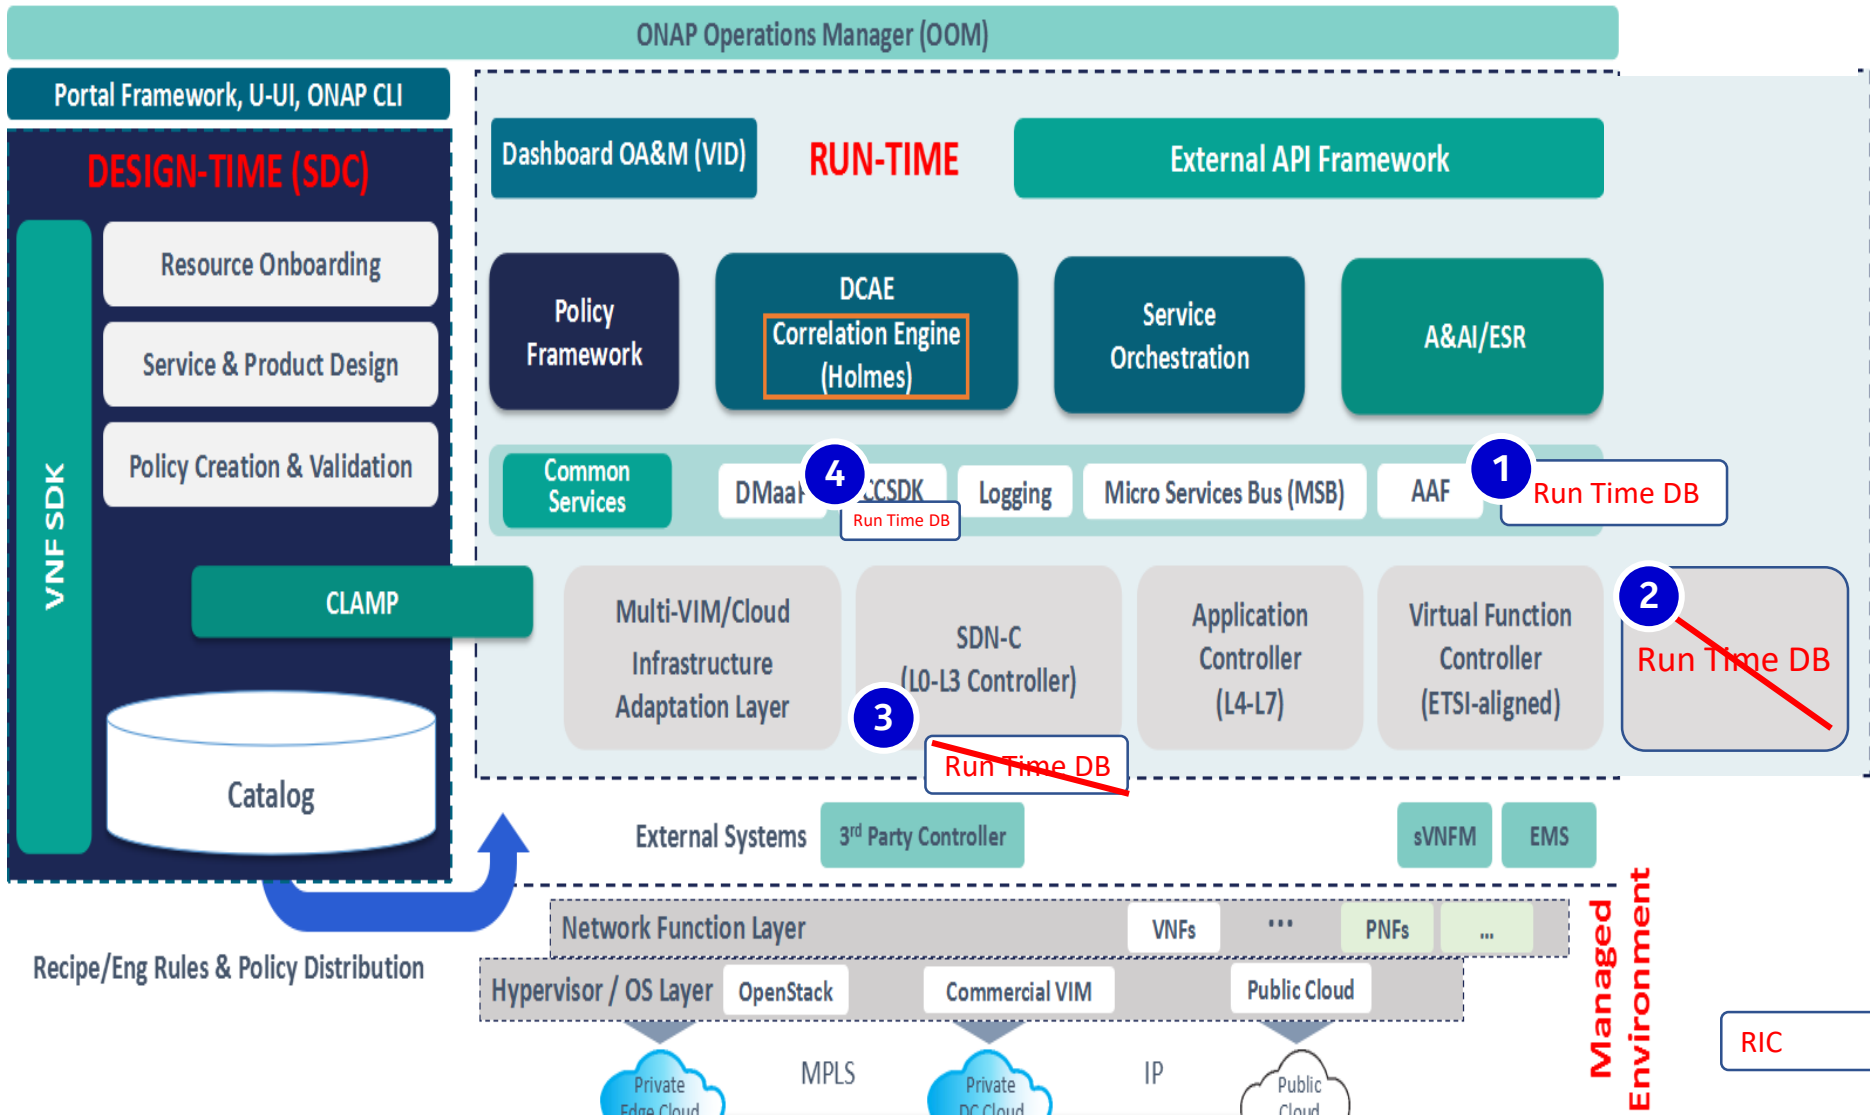 ONAP Operations Manager (OOM)
Portal Framework, U-UI, ONAP CLI
DESIGN-TIME (SDC)
VNF SDK
Resource Onboarding
Service & Product Design
Policy Creation & Validation
CLAMP
Catalog
Recipe/Eng Rules & Policy Distribution
Dashboard OA&M (VID)
RUN-TIME
External API Framework
Policy
Framework
DCAE
Correlation Engine
(Holmes)
Service
Orchestration
A&AI/ESR
Common
Services
DMaaP
4
CCSDK
Run Time DB
Logging
Micro Services Bus (MSB)
AAF
1
Run Time DB
Multi-VIM/Cloud
Infrastructure
Adaptation Layer
SDN-C
(L0-L3 Controller)
3
Run Time DB
Application
Controller
(L4-L7)
Virtual Function
Controller
(ETSI-aligned)
2
Run Time DB
External Systems
3rd Party Controller
sVNFM
EMS
Network Function Layer
VNFs
...
PNFs
...
Hypervisor / OS Layer
OpenStack
Commercial VIM
Public Cloud
Managed
Environment
RIC
Private
Edge Cloud
MPLS
Private
DC Cloud
IP
Public
Cloud